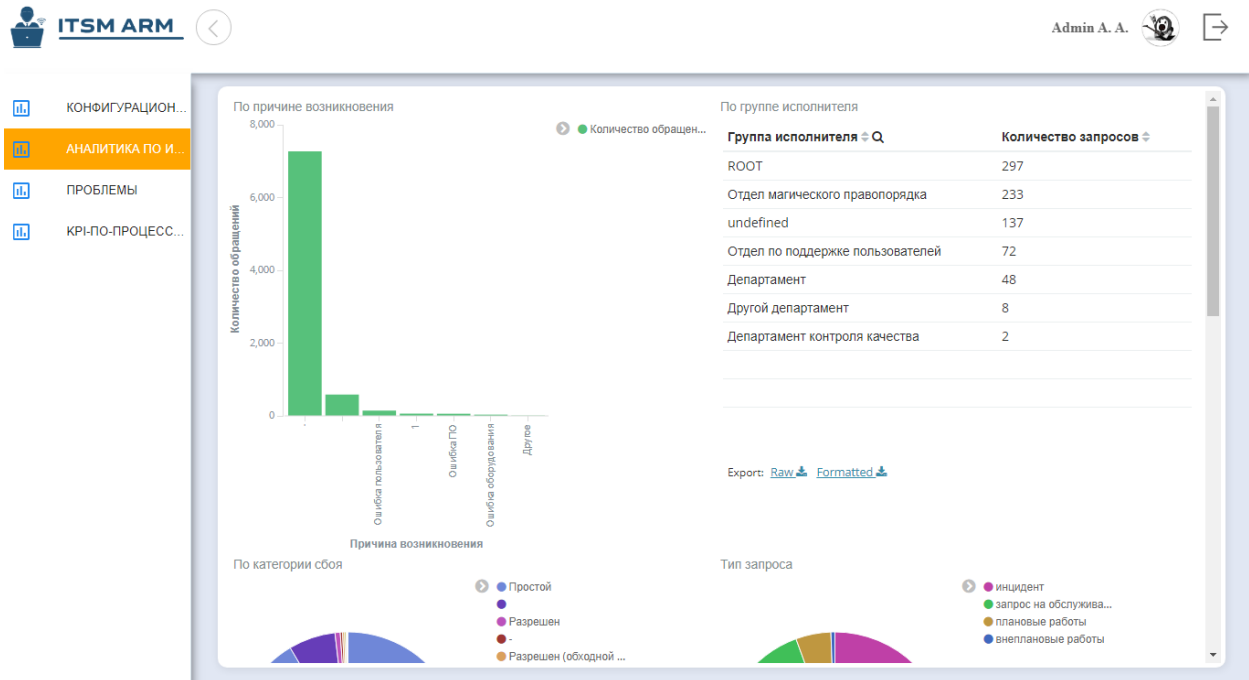 ITSM ARM
Admin A. A.
КОНФИГУРАЦИОН...
АНАЛИТИКА ПО И...
ПРОБЛЕМЫ
KPI-ПО-ПРОЦЕСС...
По причине возникновения
8,000
6,000
4,000
2,000
0
Количество обращений
-
Ошибка пользователя
1
Ошибка ПО
Ошибка оборудования
Другое
Причина возникновения
Количество обращен...
По группе исполнителя
Группа исполнителя Количество запросов
ROOT 297
Отдел магического правопорядка 233
undefined 137
Отдел по поддержке пользователей 72
Департамент 48
Другой департамент 8
Департамент контроля качества 2
Export: Raw Formatted
По категории сбоя
Простой
Разрешен
-
Разрешен (обходной ...
Тип запроса
инцидент
запрос на обслужива...
плановые работы
внеплановые работы